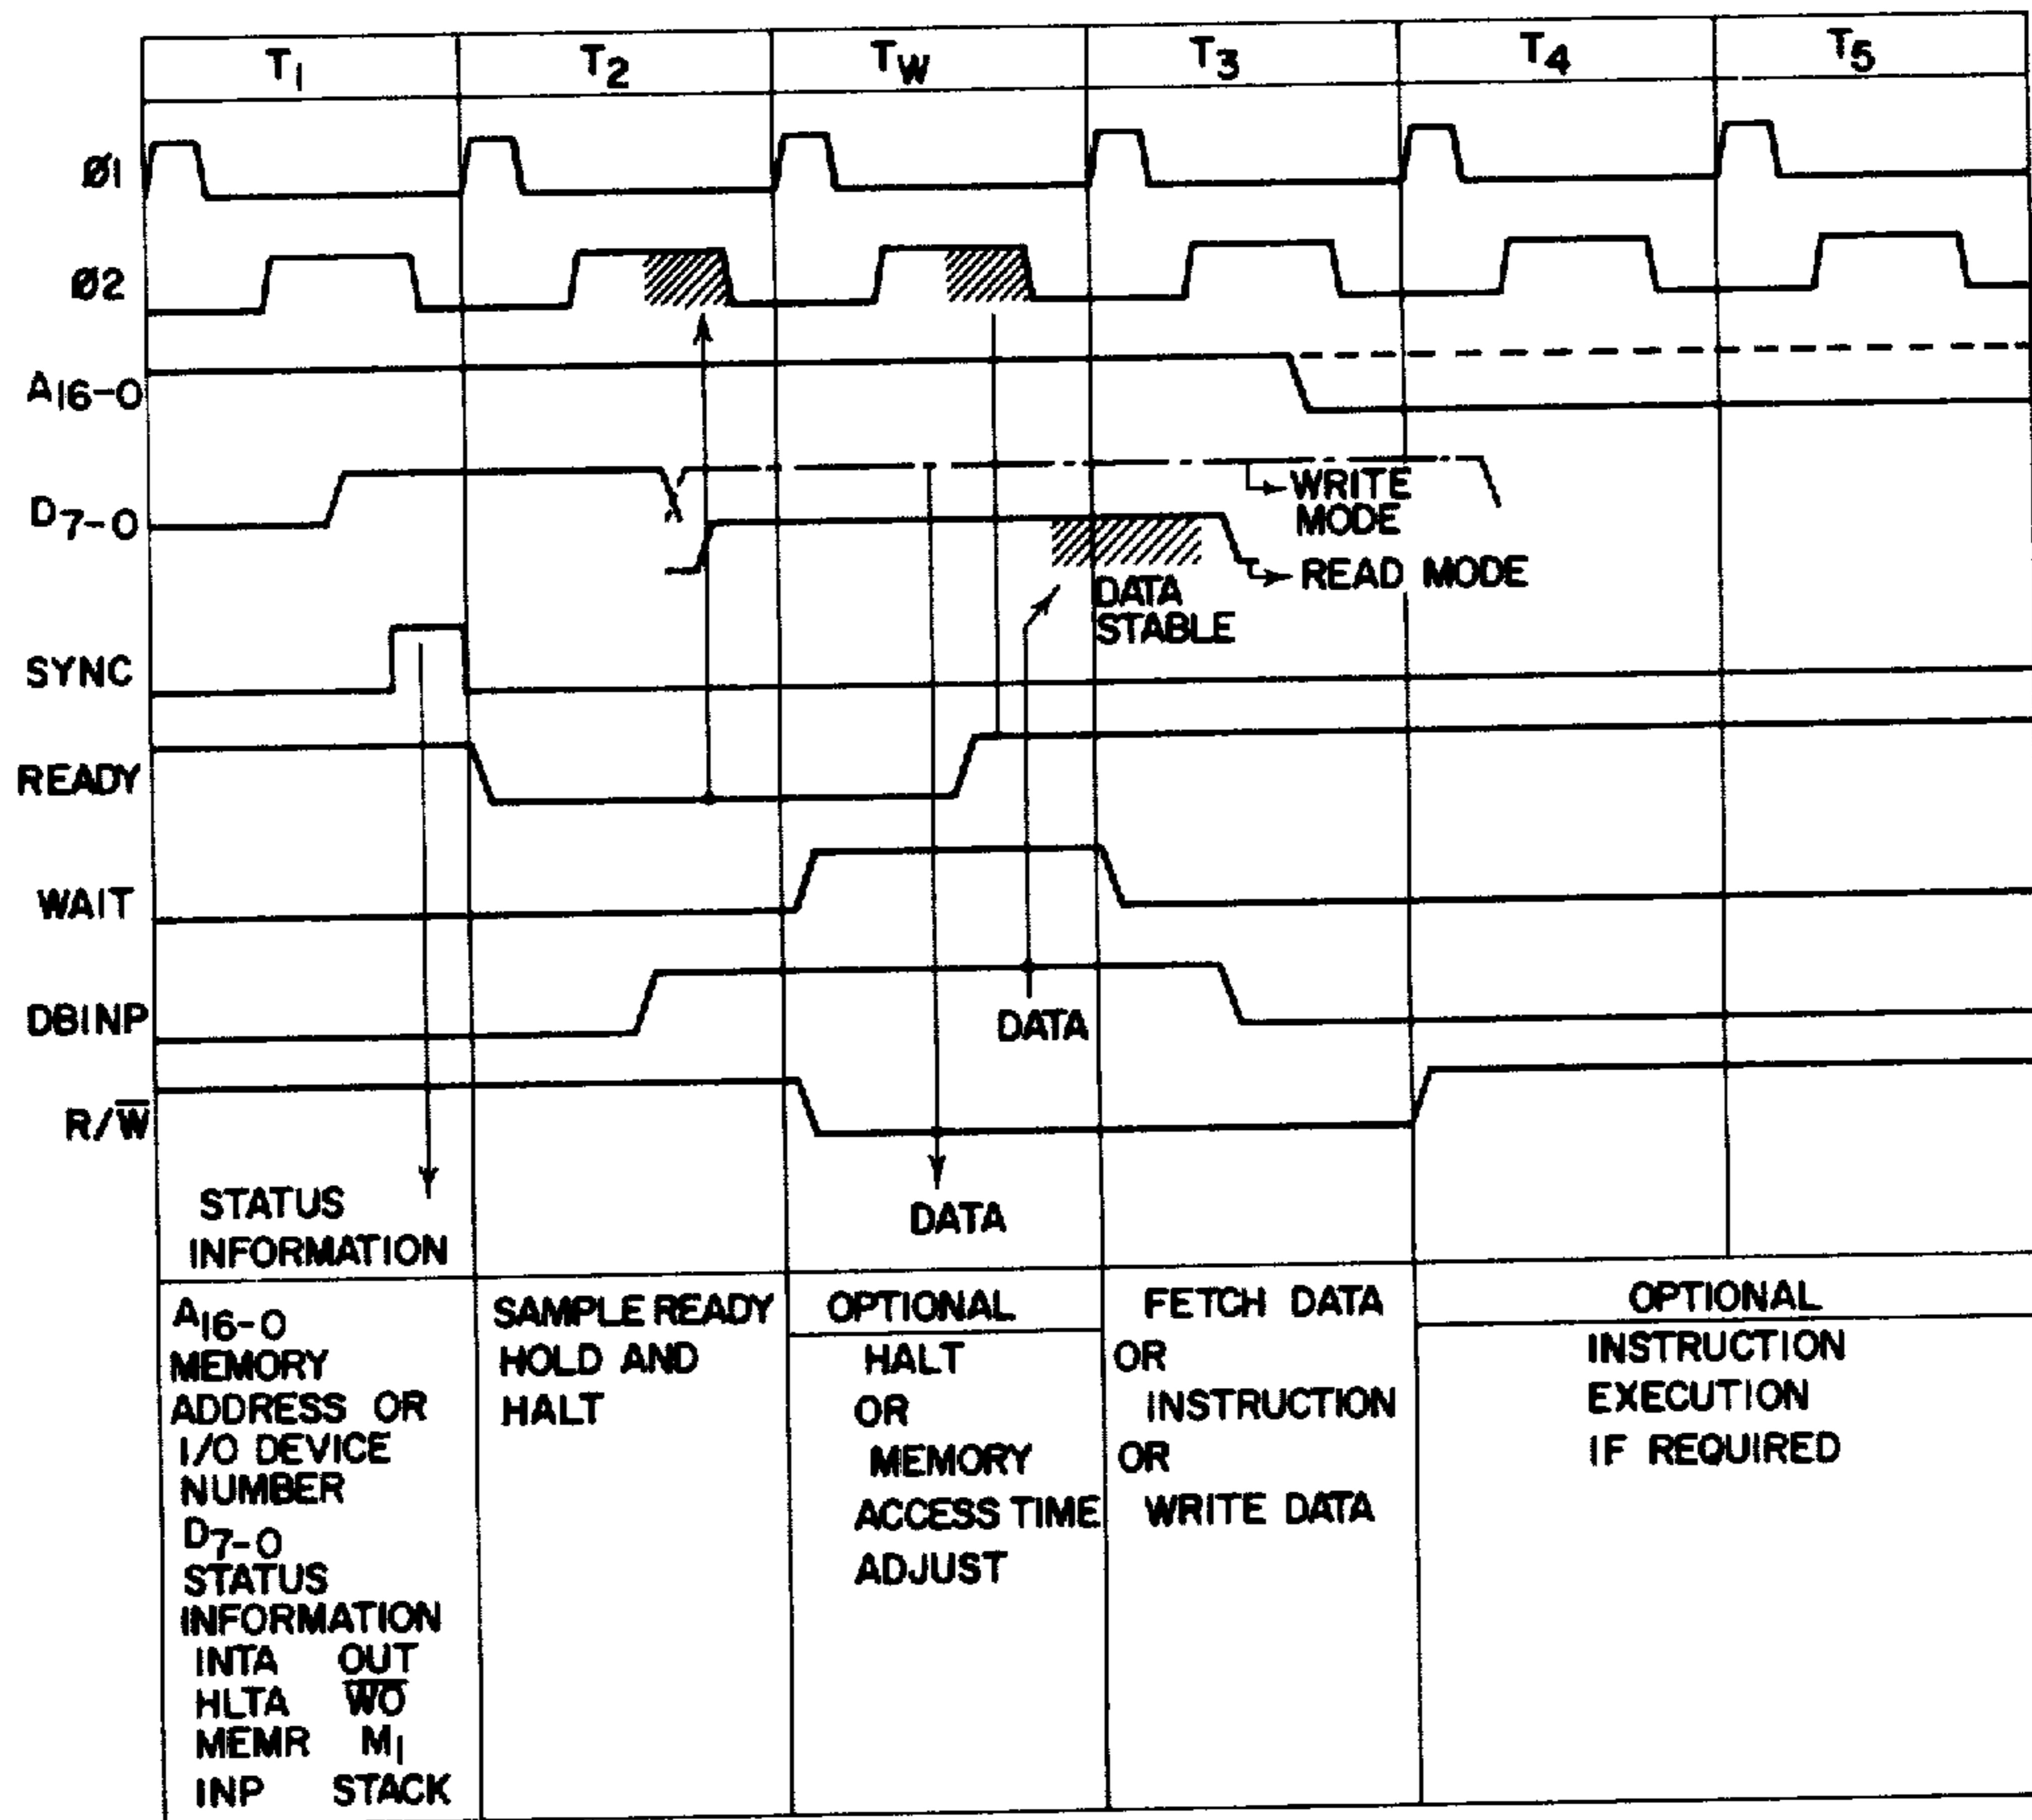 T1 T2 TW T3 T4 T5
Ø1
Ø2
A16-0
D7-0
WRITE
MODE
READ MODE
DATA
STABLE
SYNC
READY
WAIT
DBINP
DATA
R/W̅
STATUS
INFORMATION
DATA
A16-0
MEMORY
ADDRESS OR
I/O DEVICE
NUMBER
D7-0
STATUS
INFORMATION
INTA OUT
HLTA W̅O̅
MEMR M1
INP STACK
SAMPLE READY
HOLD AND
HALT
OPTIONAL
HALT
OR
MEMORY
ACCESS TIME
ADJUST
FETCH DATA
OR
INSTRUCTION
OR
WRITE DATA
OPTIONAL
INSTRUCTION
EXECUTION
IF REQUIRED